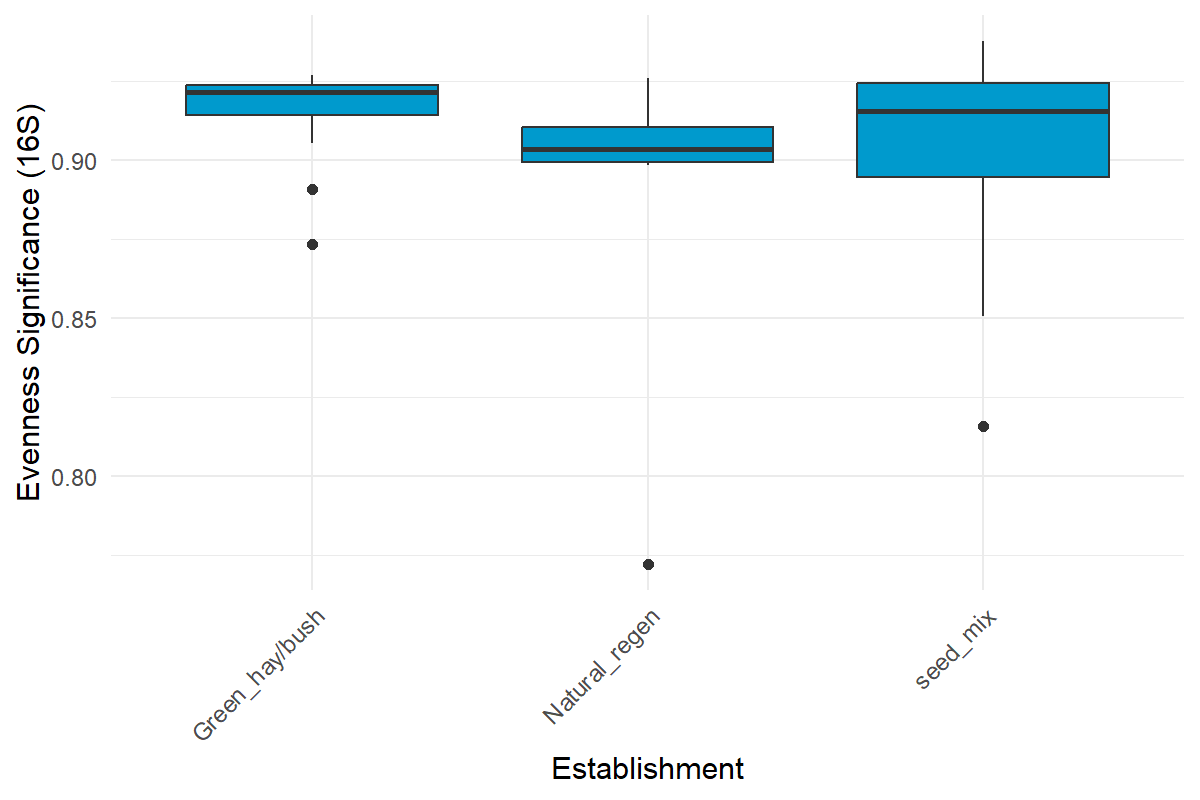 Evenness Significance (16S)
0.90
0.85
0.80
Green_hay/bush
Natural_regen
seed_mix
Establishment